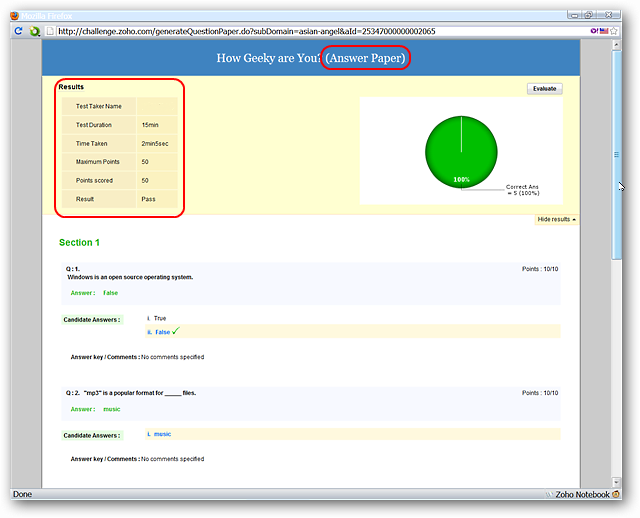 Mozilla Firefox
http://challenge.zoho.com/generateQuestionPaper.do?subDomain=asian-angel&aId=25347000000002065
How Geeky are You? (Answer Paper)
Results
Evaluate
Test Taker Name
Test Duration 15min
Time Taken 2min5sec
Maximum Points 50
Points scored 50
Result Pass
100%
Correct Ans
= 5 (100%)
Hide results
Section 1
Q : 1. Points : 10/10
Windows is an open source operating system.
Answer : False
Candidate Answers : i. True
ii. False
Answer key / Comments : No comments specified
Q : 2. "mp3" is a popular format for _____ files. Points : 10/10
Answer : music
Candidate Answers : i. music
Answer key / Comments : No comments specified
Done Zoho Notebook